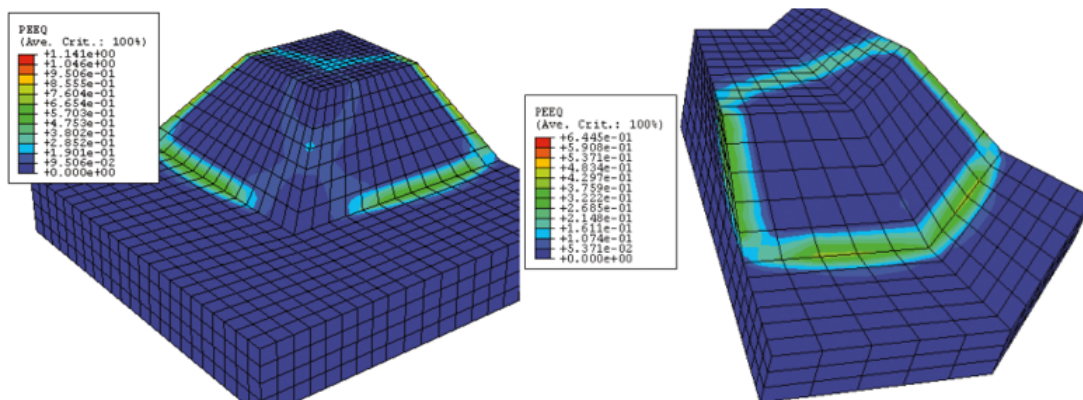 PEEQ
(Ave. Crit.: 100%)
+1.141e+00
+1.046e+00
+9.506e-01
+8.555e-01
+7.604e-01
+6.654e-01
+5.703e-01
+4.753e-01
+3.802e-01
+2.852e-01
+1.901e-01
+9.506e-02
+0.000e+00
PEEQ
(Ave. Crit.: 100%)
+6.445e-01
+5.908e-01
+5.371e-01
+4.834e-01
+4.297e-01
+3.759e-01
+3.222e-01
+2.685e-01
+2.148e-01
+1.611e-01
+1.074e-01
+5.371e-02
+0.000e+00